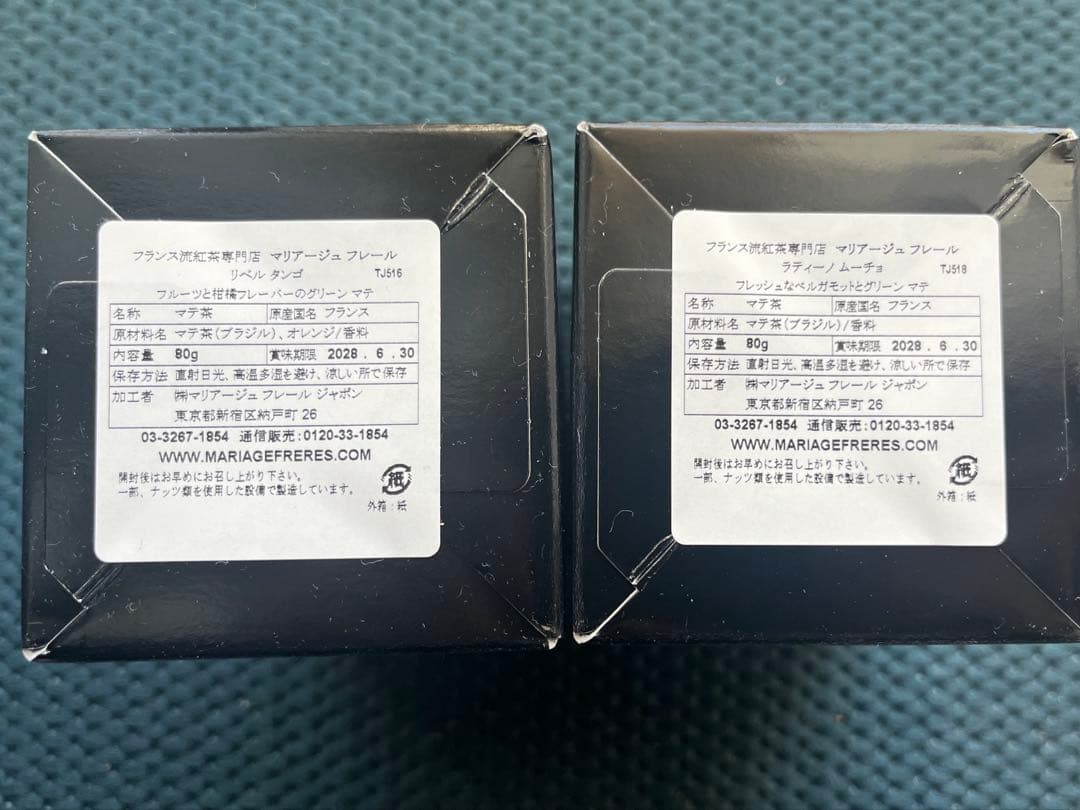 フランス流紅茶専門店 マリアージュ フレール
リベル タンゴ TJ516
フルーツと柑橘フレーバーのグリーン マテ
名称 マテ茶 原産国名 フランス
原材料名 マテ茶(ブラジル)、オレンジ/香料
内容量 80g 賞味期限 2028 . 6 . 30
保存方法 直射日光、高温多湿を避け、涼しい所で保存
加工者 ㈱マリアージュ フレール ジャポン
東京都新宿区納戸町 26
03-3267-1854 通信販売:0120-33-1854
WWW.MARIAGEFRERES.COM
開封後はお早めにお召し上がり下さい。
一部、ナッツ類を使用した設備で製造しています。
紙
外箱:紙
フランス流紅茶専門店 マリアージュ フレール
ラティーノ ムーチョ TJ518
フレッシュなベルガモットとグリーン マテ
名称 マテ茶 原産国名 フランス
原材料名 マテ茶(ブラジル)/香料
内容量 80g 賞味期限 2028 . 6 . 30
保存方法 直射日光、高温多湿を避け、涼しい所で保存
加工者 ㈱マリアージュ フレール ジャポン
東京都新宿区納戸町 26
03-3267-1854 通信販売:0120-33-1854
WWW.MARIAGEFRERES.COM
開封後はお早めにお召し上がり下さい。
一部、ナッツ類を使用した設備で製造しています。
紙
外箱:紙